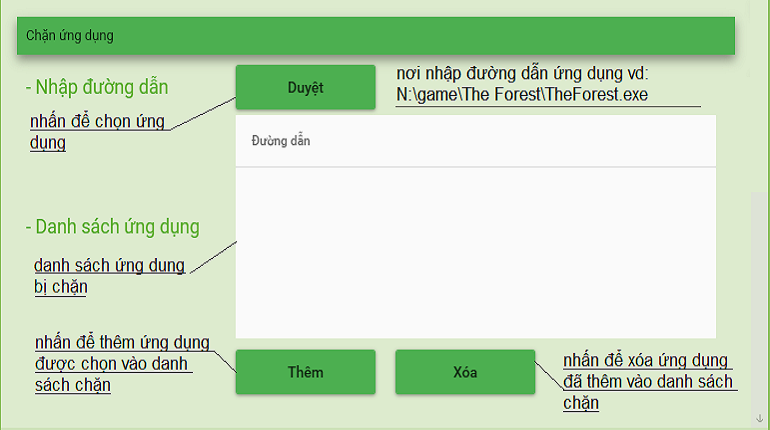 Chặn ứng dụng
- Nhập đường dẫn
Duyệt
nơi nhập đường dẫn ứng dụng vd:
N:\game\The Forest\TheForest.exe
nhấn để chọn ứng
dụng
Đường dẫn
- Danh sách ứng dụng
danh sách ứng dung
bị chặn
nhấn để thêm ứng dụng
được chọn vào danh
sách chặn
Thêm
Xóa
nhấn để xóa ứng dụng
đã thêm vào danh sách
chặn